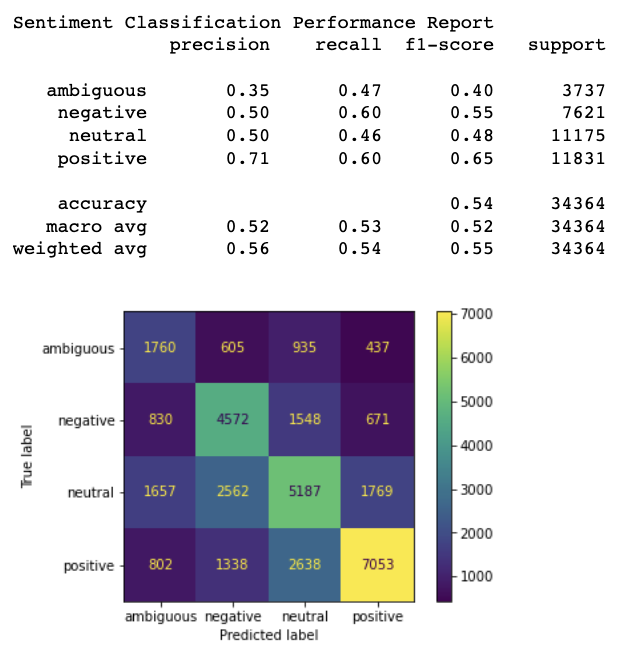 Sentiment Classification Performance Report
precision recall f1-score support
ambiguous 0.35 0.47 0.40 3737
negative 0.50 0.60 0.55 7621
neutral 0.50 0.46 0.48 11175
positive 0.71 0.60 0.65 11831
accuracy 0.54 34364
macro avg 0.52 0.53 0.52 34364
weighted avg 0.56 0.54 0.55 34364
7000
ambiguous 1760 605 935 437
6000
5000
negative 830 4572 1548 671
4000
True label
neutral 1657 2562 5187 1769
3000
2000
positive 802 1338 2638 7053
1000
ambiguous negative neutral positive
Predicted label